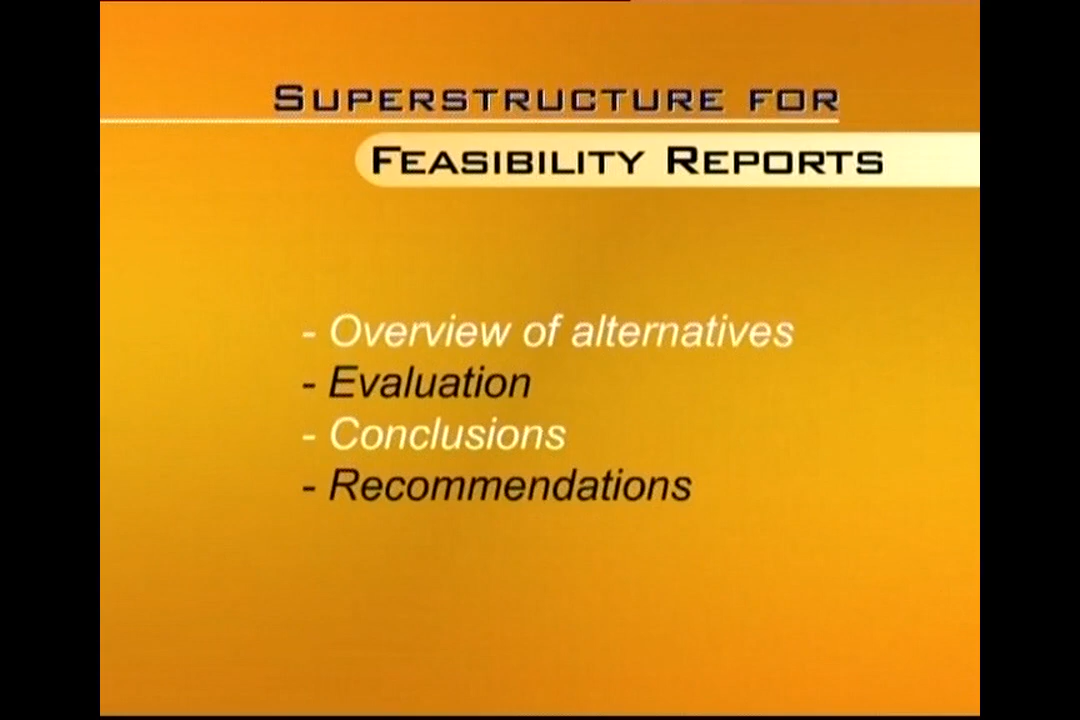 SUPERSTRUCTURE FOR
FEASIBILITY REPORTS
- Overview of alternatives
- Evaluation
- Conclusions
- Recommendations